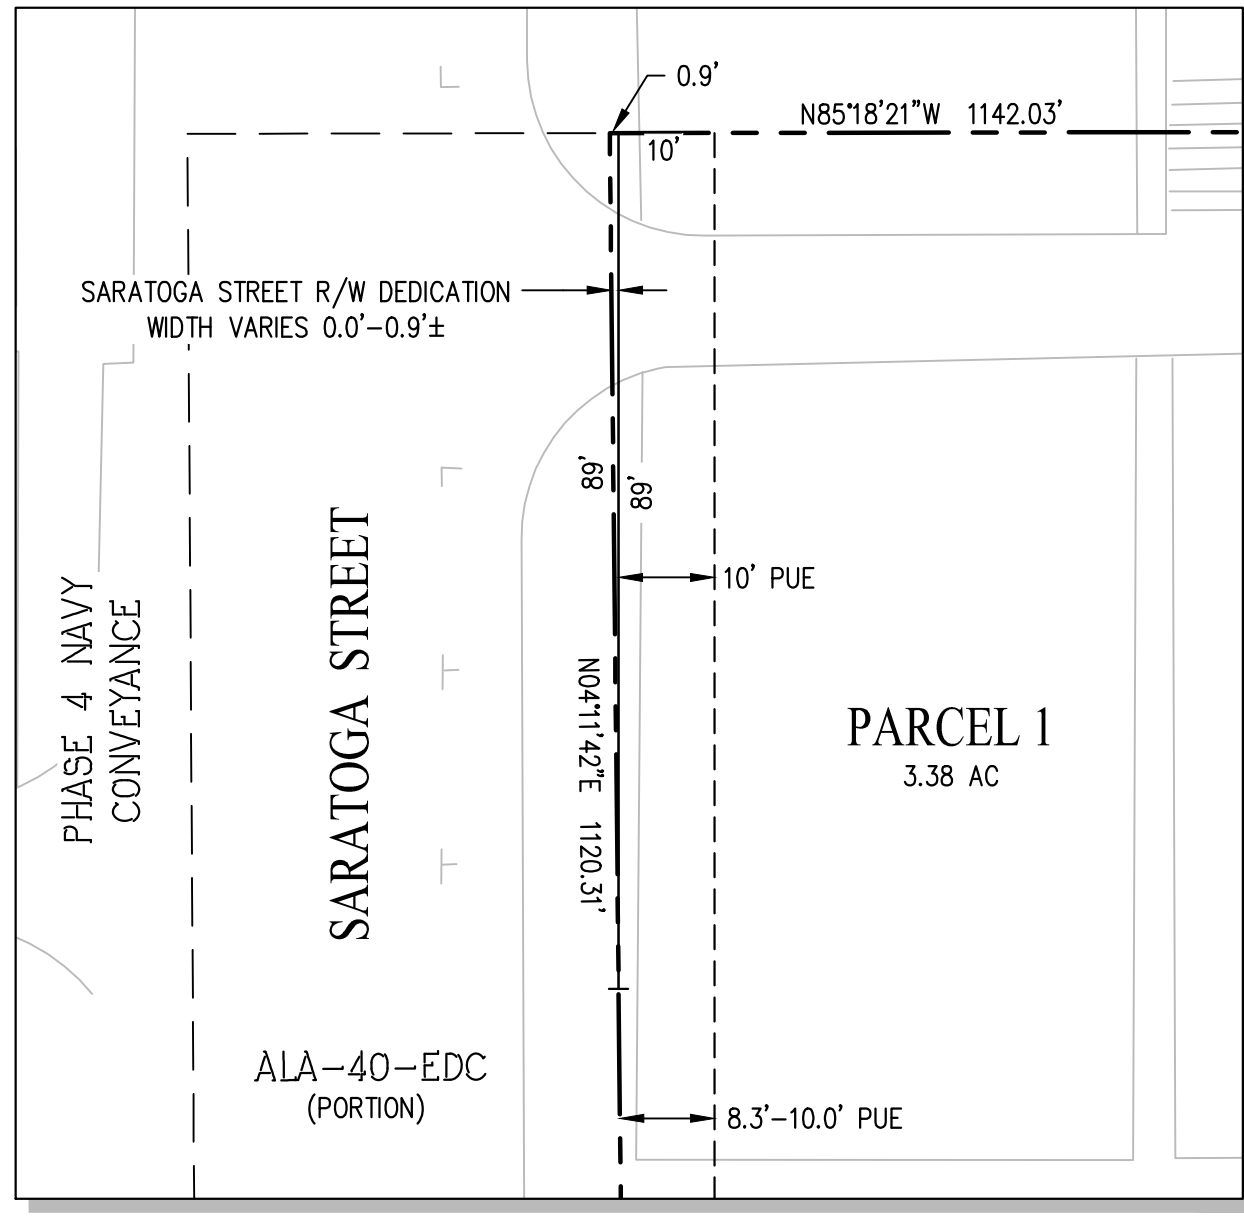 0.9'
N85°18'21"W 1142.03'
10'
SARATOGA STREET R/W DEDICATION
WIDTH VARIES 0.0'-0.9'±
89'
89'
10' PUE
PHASE 4 NAVY
CONVEYANCE
SARATOGA STREET
N04°11'42"E 1120.31'
PARCEL 1
3.38 AC
ALA-40-EDC
(PORTION)
8.3'-10.0' PUE